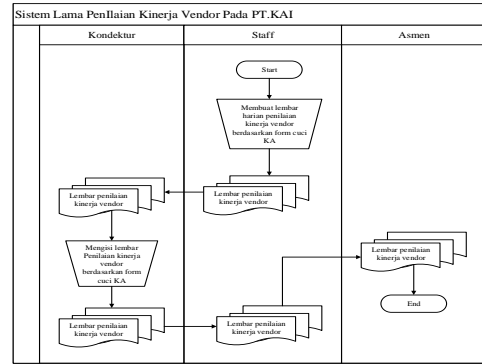 Sistem Lama PenIlaian Kinerja Vendor Pada PT.KAI
Kondektur
Staff
Asmen
Start
Membuat lembar
harian penilaian
kinerja vendor
berdasarkan form cuci
KA
Lembar penilaian
kinerja vendor
Lembar penilaian
kinerja vendor
Mengisi lembar
Penilaian kinerja
vendor
berdasarkan form
cuci KA
Lembar penilaian
kinerja vendor
Lembar penilaian
kinerja vendor
Lembar penilaian
kinerja vendor
End